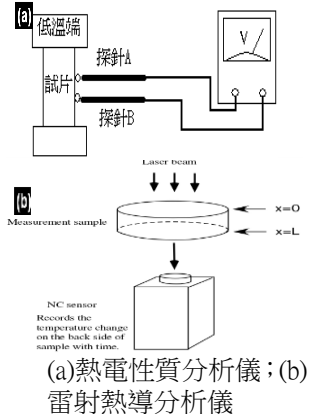 (a)
低溫端
試片
探針A
探針B
V
Laser beam
(b)
Measurement sample
x=O
x=L
NC sensor
Records the
temperature change
on the back side of
sample with time.
(a)熱電性質分析儀；(b)
雷射熱導分析儀